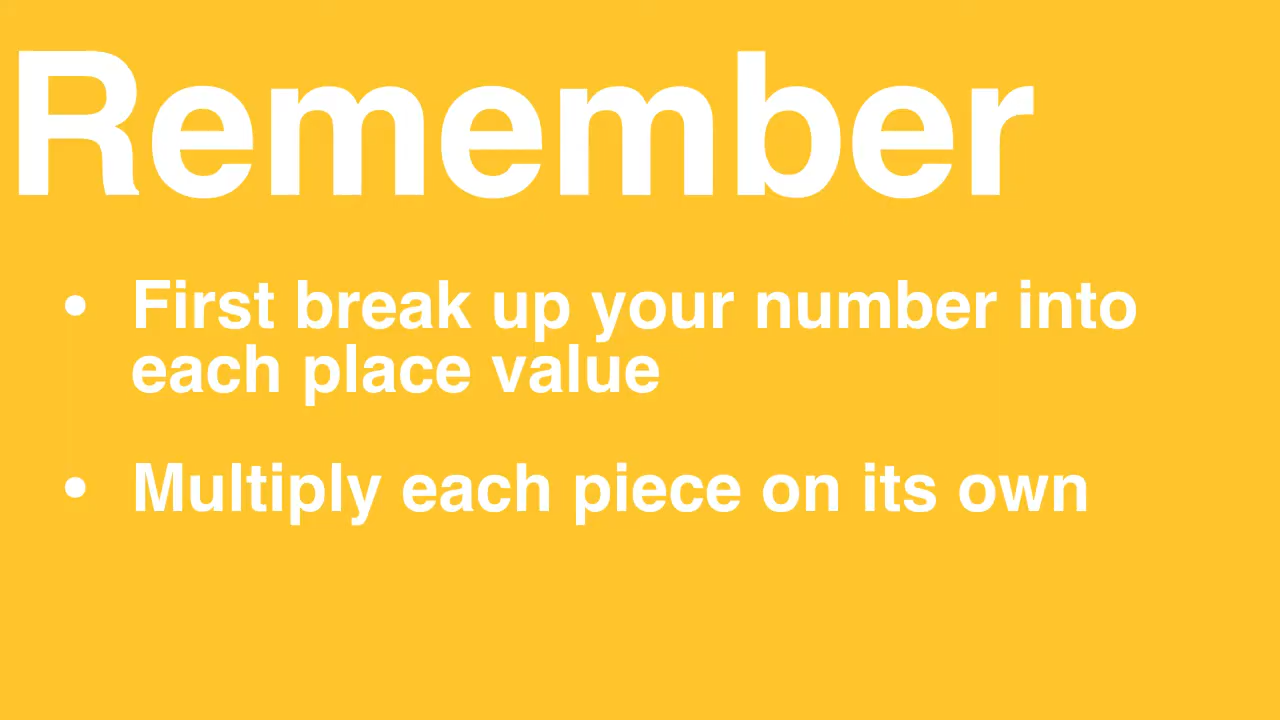 Remember
• First break up your number into
each place value
• Multiply each piece on its own